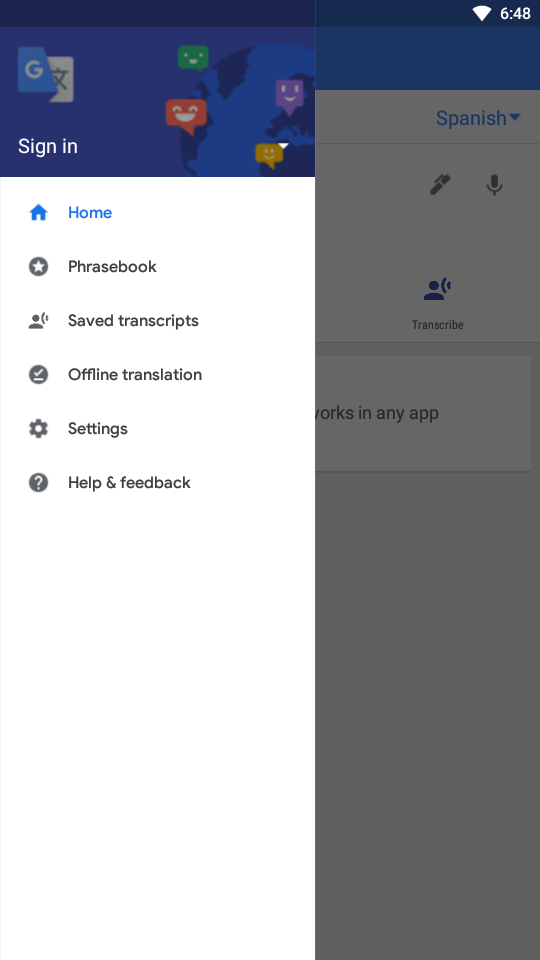 6:48
G 文
Sign in
Spanish
Home
Phrasebook
Saved transcripts
Transcribe
Offline translation
works in any app
Settings
Help & feedback